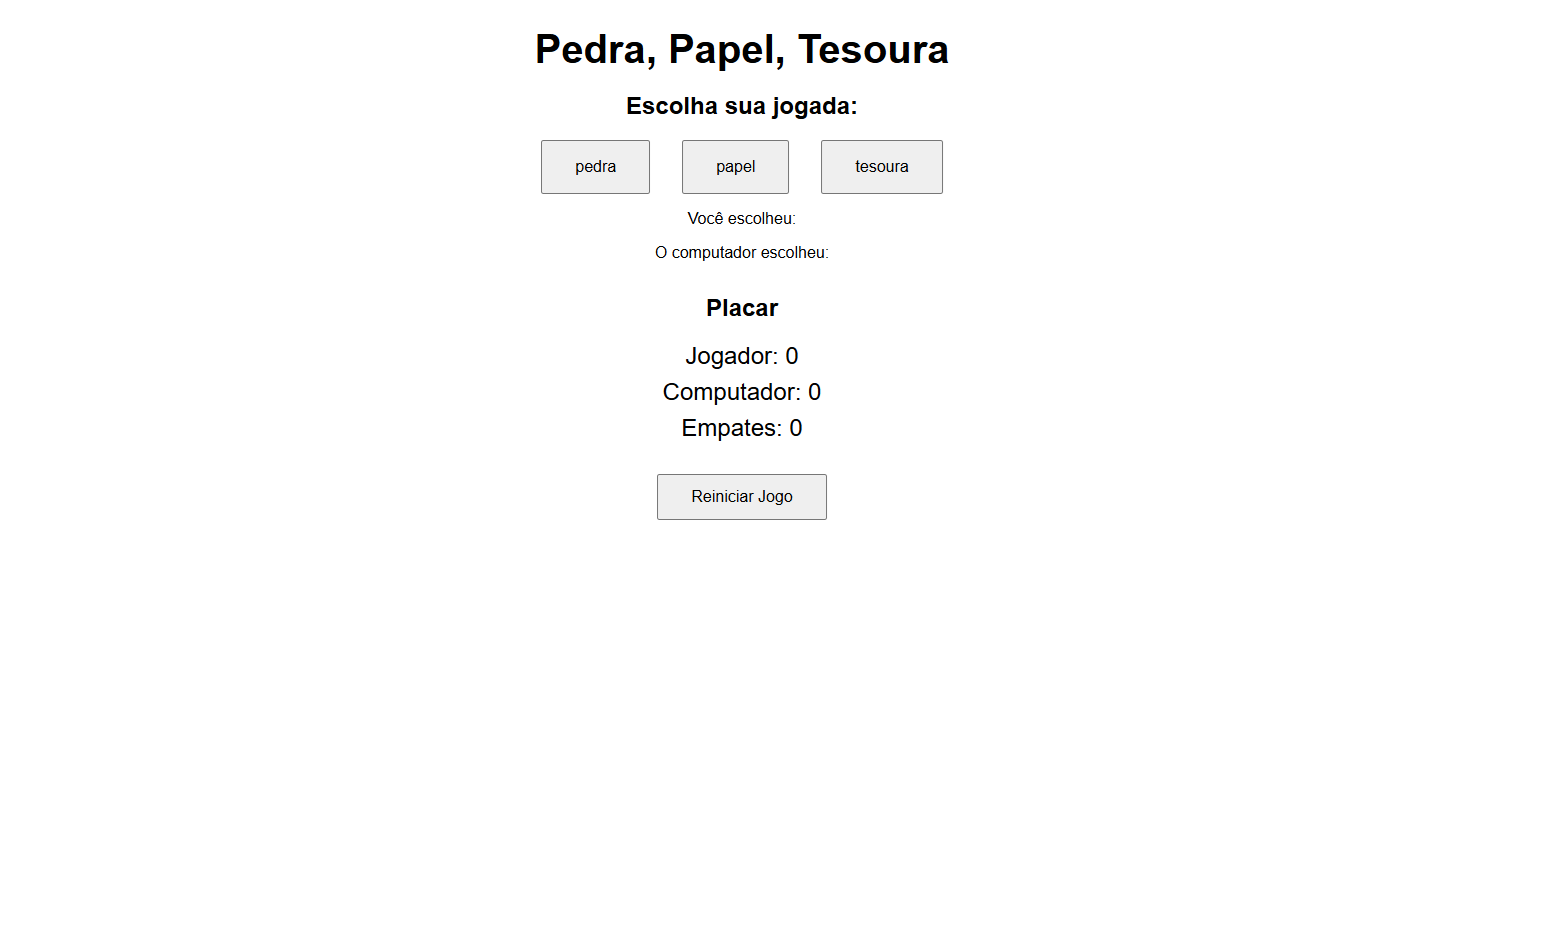 Pedra, Papel, Tesoura
Escolha sua jogada:
pedra papel tesoura
Você escolheu:
O computador escolheu:
Placar
Jogador: 0
Computador: 0
Empates: 0
Reiniciar Jogo